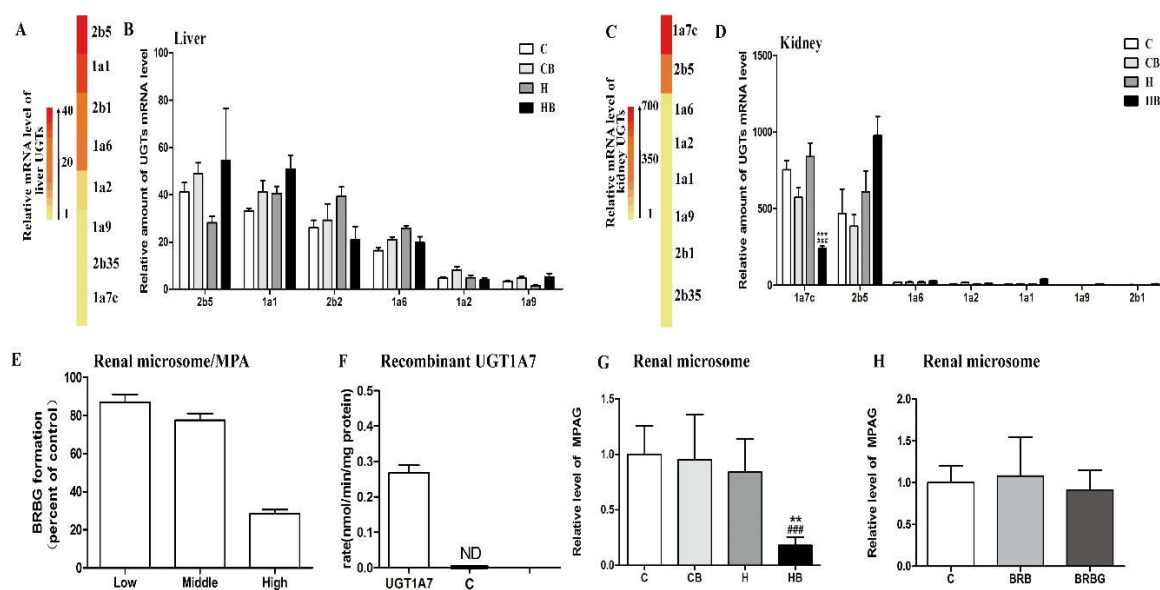 A
Relative mRNA level of
liver UGTs
40
20
1
2b5
1a1
2b1
1a6
1a2
1a9
2b35
1a7c
B
Liver
Relative amount of UGTs mRNA level
100
80
60
40
20
0
2b5 1a1 2b2 1a6 1a2 1a9
C
CB
H
HB
C
Relative mRNA level of
kidney UGTs
700
350
1
1a7c
2b5
1a6
1a2
1a1
1a9
2b1
2b35
D
Kidney
Relative amount of UGTs mRNA level
1500
1000
500
0
***
###
1a7c 2b5 1a6 1a2 1a1 1a9 2b1
C
CB
H
HB
E Renal microsome/MPA
BRBG formation
(percent of control)
100
80
60
40
20
0
Low Middle High
F Recombinant UGT1A7
rate(nmol/min/mg protein)
0.5
0.4
0.3
0.2
0.1
0.0
ND
UGT1A7 C
G Renal microsome
Relative level of MPAG
1.5
1.0
0.5
0.0
**
###
C CB H HB
H Renal microsome
Relative level of MPAG
2.0
1.5
1.0
0.5
0.0
C BRB BRBG